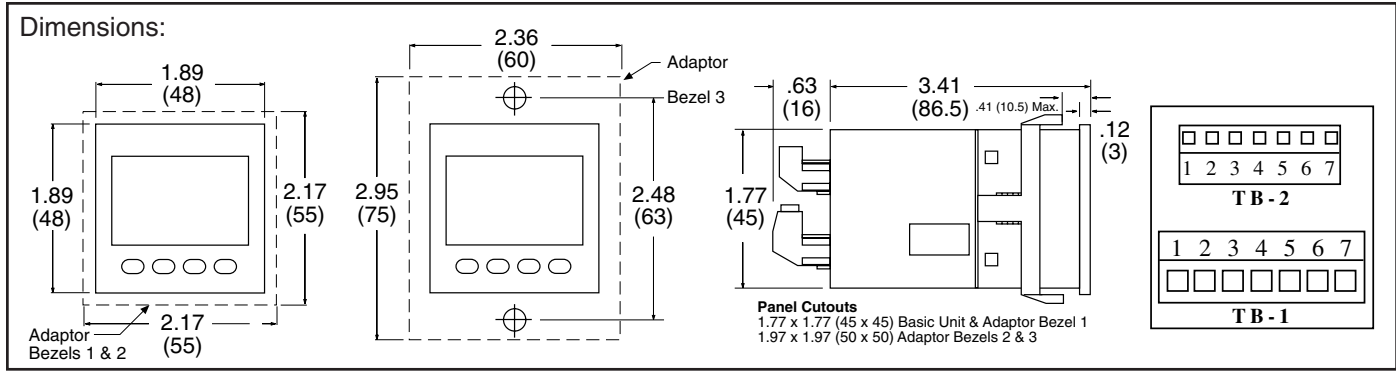 Dimensions:
1.89
(48)
1.89
(48)
2.17
(55)
2.17
(55)
Adaptor
Bezels 1 & 2
2.36
(60)
Adaptor
Bezel 3
2.95
(75)
2.48
(63)
.63
(16)
3.41
(86.5)
.41 (10.5) Max.
.12
(3)
1.77
(45)
Panel Cutouts
1.77 x 1.77 (45 x 45) Basic Unit & Adaptor Bezel 1
1.97 x 1.97 (50 x 50) Adaptor Bezels 2 & 3
1 2 3 4 5 6 7
TB-2
1 2 3 4 5 6 7
TB-1